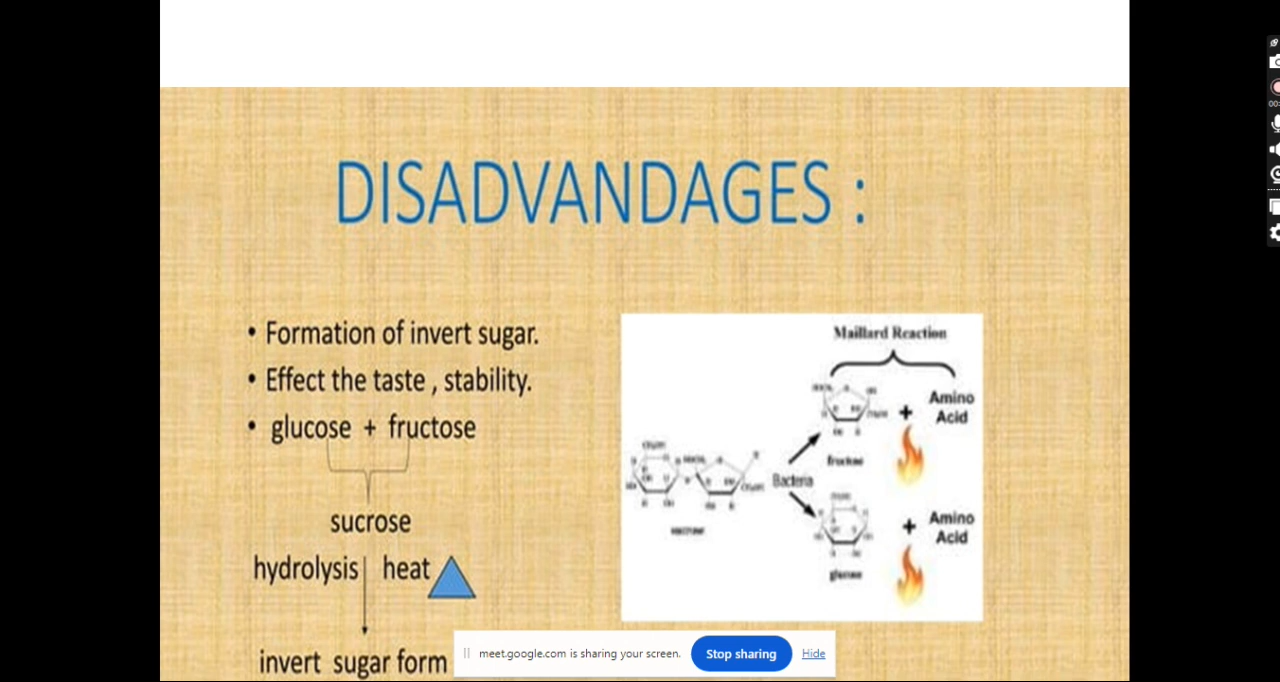 DISADVANDAGES :
• Formation of invert sugar.
• Effect the taste , stability.
• glucose + fructose
sucrose
hydrolysis heat
invert sugar form
Maillard Reaction
+ Amino
Acid
fructose
Bacteria
+ Amino
Acid
glucose
meet.google.com is sharing your screen.
Stop sharing
Hide